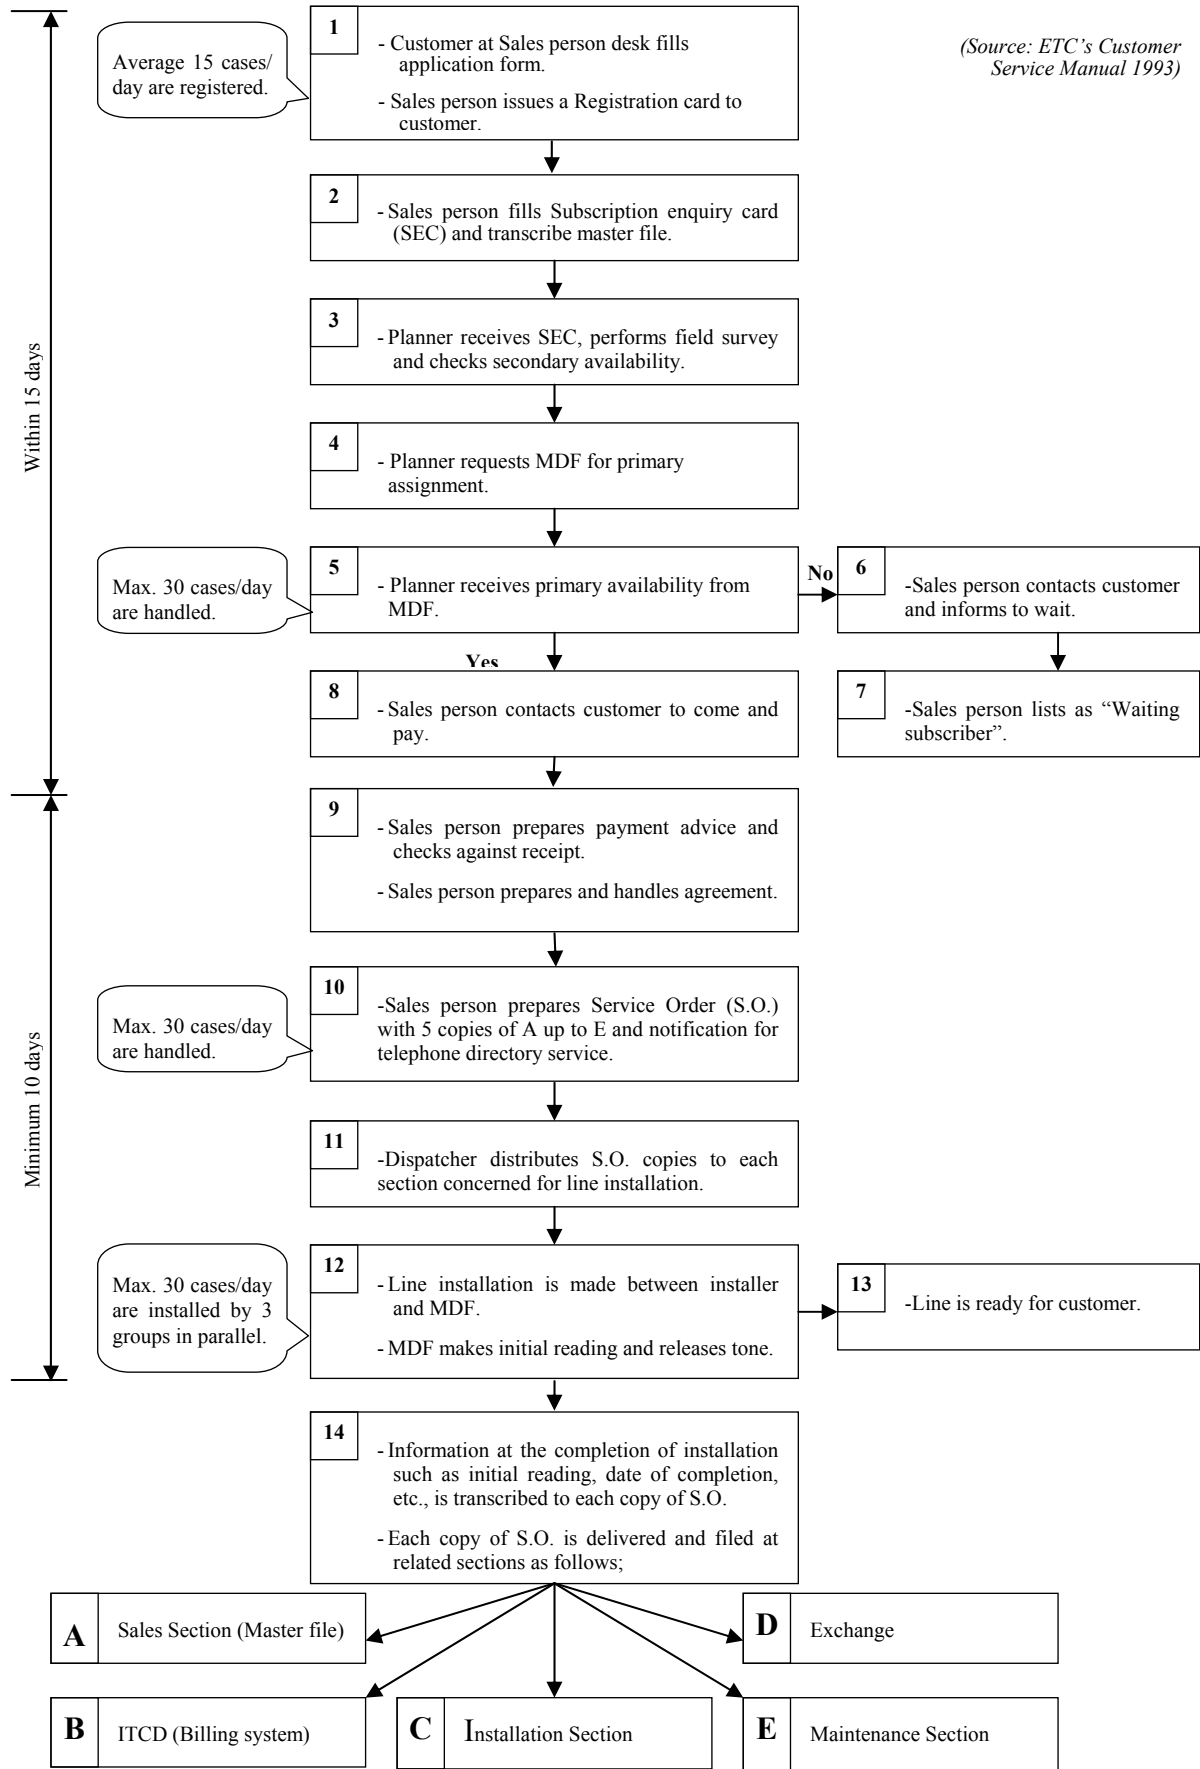 (Source: ETC’s Customer
Service Manual 1993)
Average 15 cases/
day are registered.
1
- Customer at Sales person desk fills
application form.
- Sales person issues a Registration card to
customer.
2
- Sales person fills Subscription enquiry card
(SEC) and transcribe master file.
3
- Planner receives SEC, performs field survey
and checks secondary availability.
Within 15 days
4
- Planner requests MDF for primary
assignment.
Max. 30 cases/day
are handled.
5
- Planner receives primary availability from
MDF.
No
6
-Sales person contacts customer
and informs to wait.
Yes
7
-Sales person lists as “Waiting
subscriber”.
8
- Sales person contacts customer to come and
pay.
9
- Sales person prepares payment advice and
checks against receipt.
- Sales person prepares and handles agreement.
Max. 30 cases/day
are handled.
10
-Sales person prepares Service Order (S.O.)
with 5 copies of A up to E and notification for
telephone directory service.
Minimum 10 days
11
-Dispatcher distributes S.O. copies to each
section concerned for line installation.
Max. 30 cases/day
are installed by 3
groups in parallel.
12
- Line installation is made between installer
and MDF.
- MDF makes initial reading and releases tone.
13
-Line is ready for customer.
14
- Information at the completion of installation
such as initial reading, date of completion,
etc., is transcribed to each copy of S.O.
- Each copy of S.O. is delivered and filed at
related sections as follows;
A
Sales Section (Master file)
D
Exchange
B
ITCD (Billing system)
C
Installation Section
E
Maintenance Section